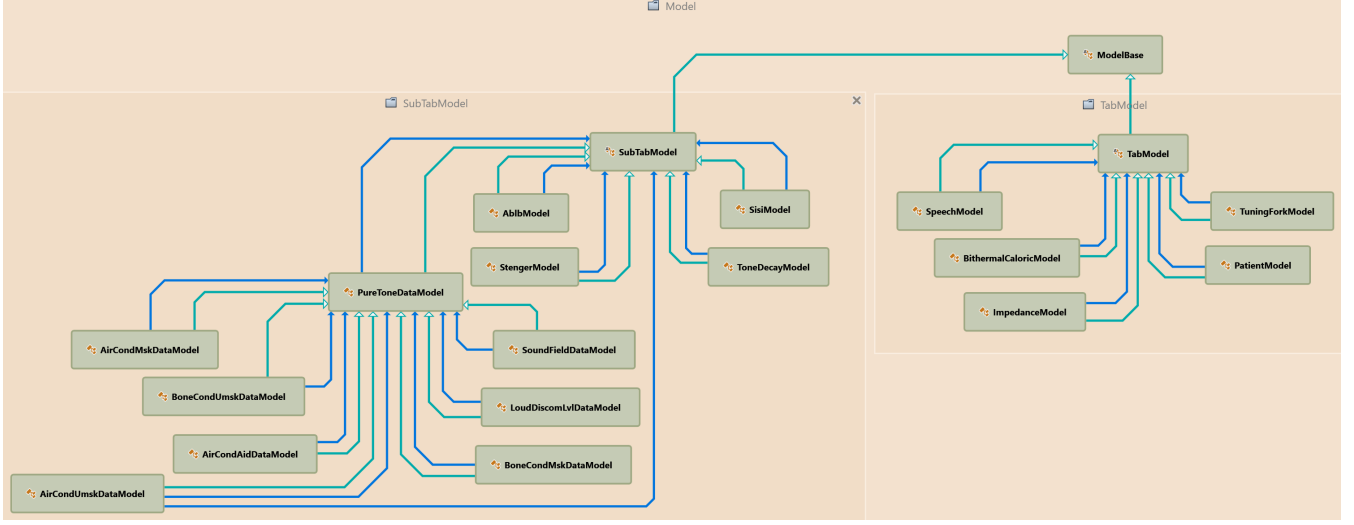 Model
ModelBase
SubTabModel
TabModel
SubTabModel
TabModel
AblbModel
SisiModel
SpeechModel
TuningForkModel
StengerModel
ToneDecayModel
BithermalCaloricModel
PatientModel
PureToneDataModel
ImpedanceModel
AirCondMskDataModel
SoundFieldDataModel
BoneCondUmskDataModel
LoudDiscomLvlDataModel
AirCondAidDataModel
BoneCondMskDataModel
AirCondUmskDataModel